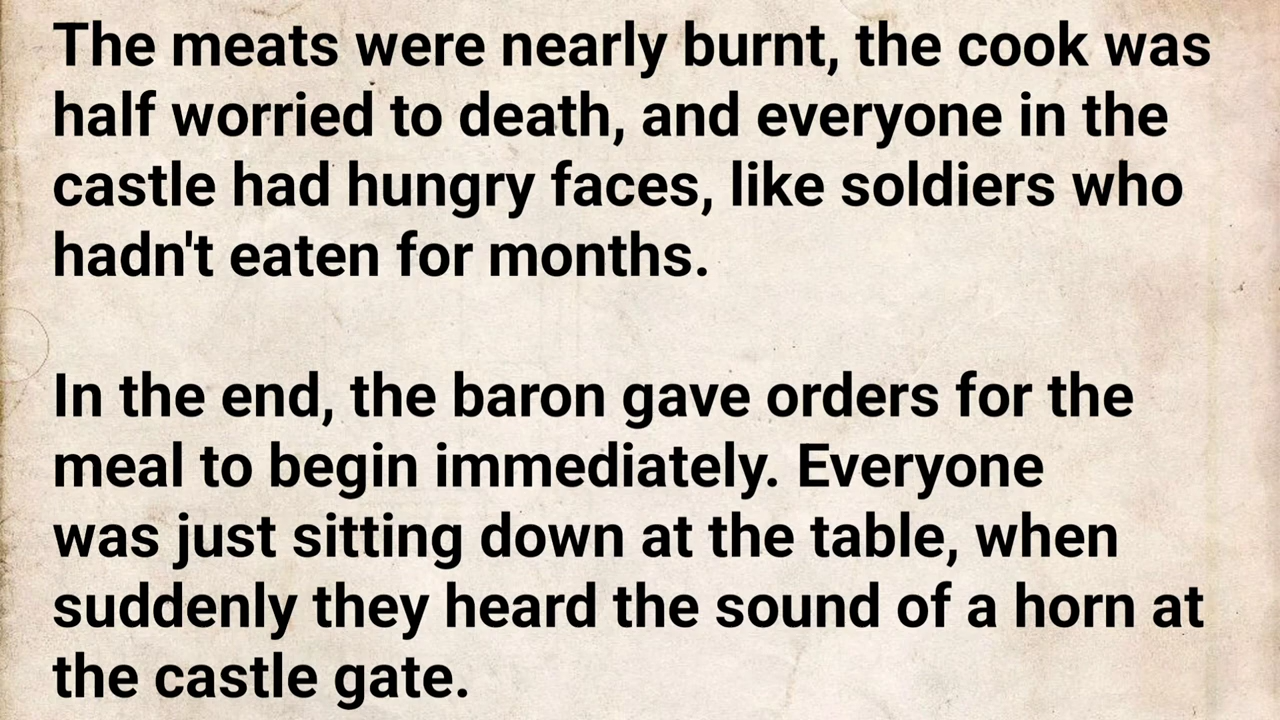 The meats were nearly burnt, the cook was
half worried to death, and everyone in the
castle had hungry faces, like soldiers who
hadn't eaten for months.
In the end, the baron gave orders for the
meal to begin immediately. Everyone
was just sitting down at the table, when
suddenly they heard the sound of a horn at
the castle gate.